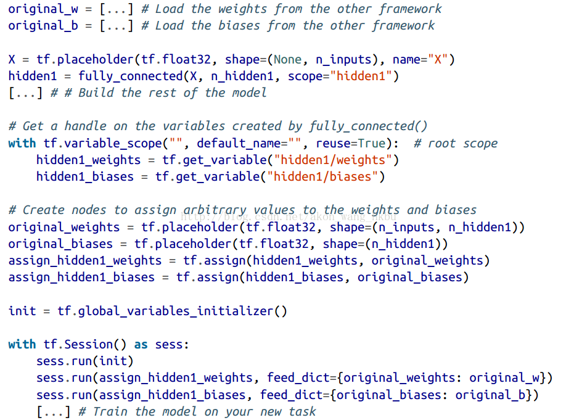 original_w = [...] # Load the weights from the other framework
original_b = [...] # Load the biases from the other framework
X = tf.placeholder(tf.float32, shape=(None, n_inputs), name="X")
hidden1 = fully_connected(X, n_hidden1, scope="hidden1")
[...] # # Build the rest of the model
# Get a handle on the variables created by fully_connected()
with tf.variable_scope("", default_name="", reuse=True):  # root scope
    hidden1_weights = tf.get_variable("hidden1/weights")
    hidden1_biases = tf.get_variable("hidden1/biases")
# Create nodes to assign arbitrary values to the weights and biases
original_weights = tf.placeholder(tf.float32, shape=(n_inputs, n_hidden1))
original_biases = tf.placeholder(tf.float32, shape=(n_hidden1))
assign_hidden1_weights = tf.assign(hidden1_weights, original_weights)
assign_hidden1_biases = tf.assign(hidden1_biases, original_biases)
init = tf.global_variables_initializer()
with tf.Session() as sess:
    sess.run(init)
    sess.run(assign_hidden1_weights, feed_dict={original_weights: original_w})
    sess.run(assign_hidden1_biases, feed_dict={original_biases: original_b})
    [...] # Train the model on your new task